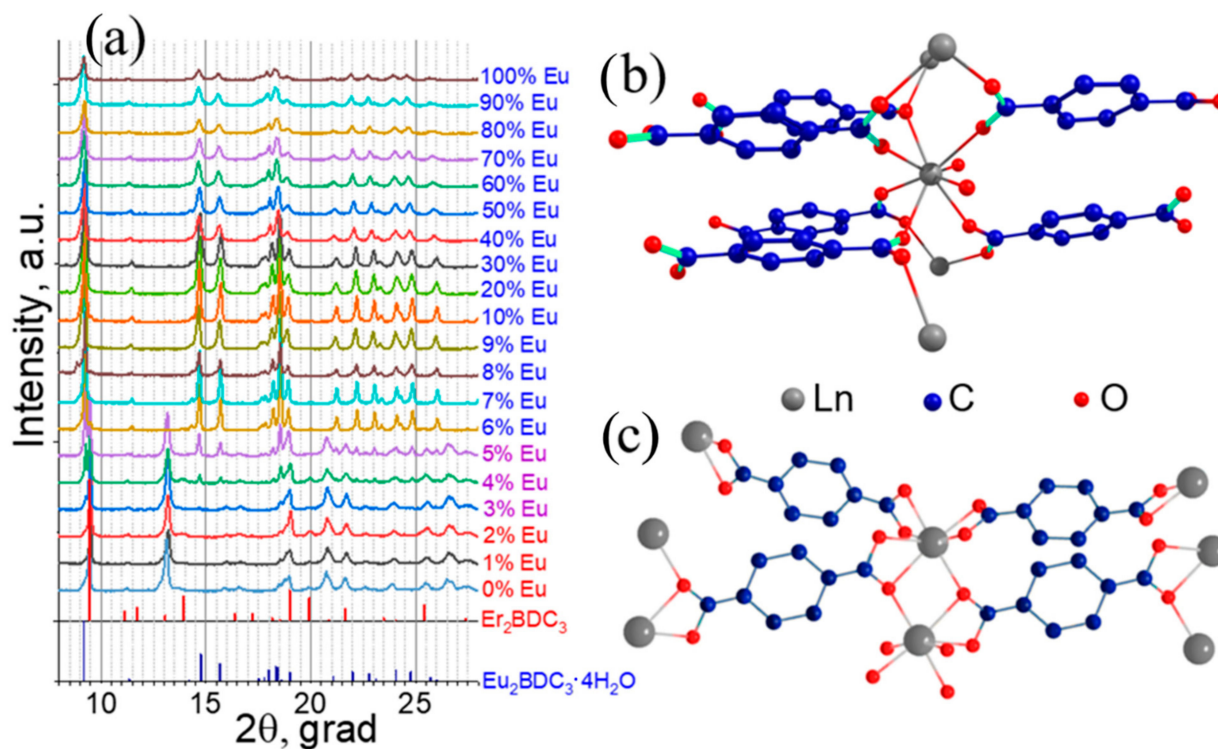 (a)
100% Eu
90% Eu
80% Eu
70% Eu
60% Eu
50% Eu
40% Eu
30% Eu
20% Eu
10% Eu
9% Eu
8% Eu
7% Eu
6% Eu
5% Eu
4% Eu
3% Eu
2% Eu
1% Eu
0% Eu
Er₂BDC₃
Eu₂BDC₃·4H₂O
Intensity, a.u.
10 15 20 25
2θ, grad
(b)
Ln C O
(c)